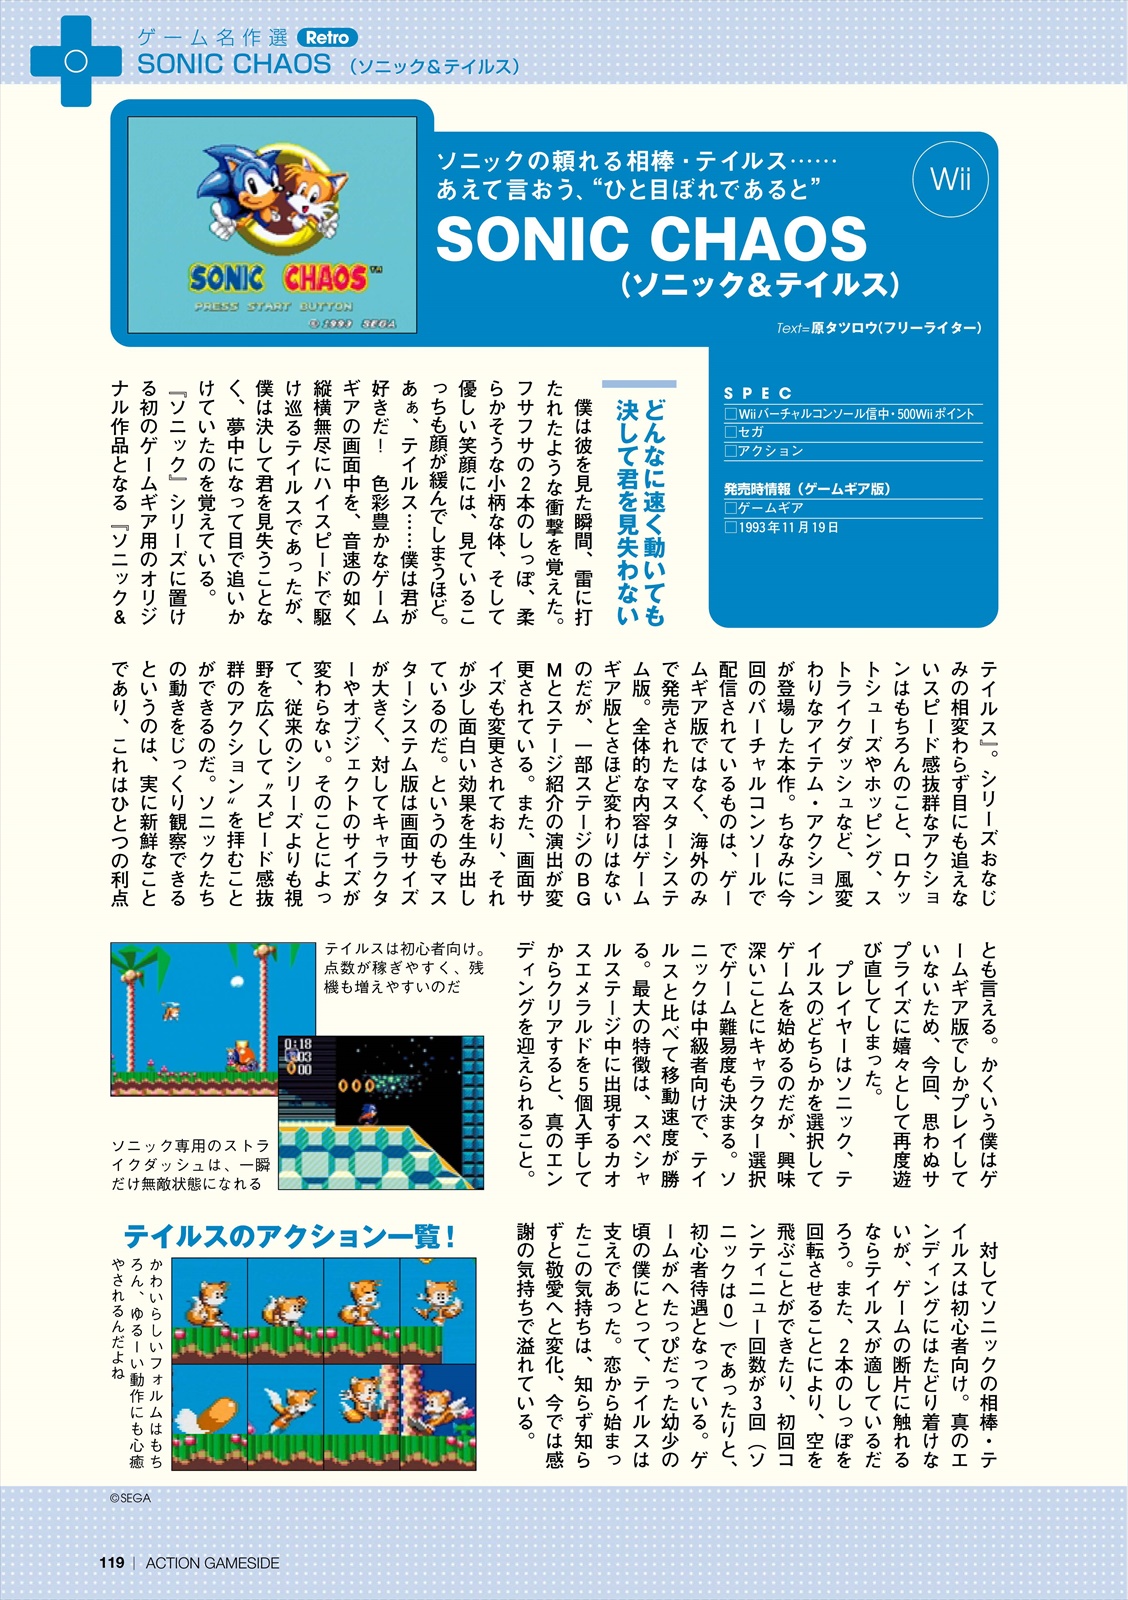 ゲーム名作選 Retro
SONIC CHAOS （ソニック＆テイルス）
SONIC CHAOS™
PRESS START BUTTON
© 1993 SEGA
ソニックの頼れる相棒・テイルス……
あえて言おう、“ひと目ぼれであると”
SONIC CHAOS
（ソニック＆テイルス）
Wii
Text=原タツロウ（フリーライター）
SPEC
□Wiiバーチャルコンソール信中・500Wiiポイント
□セガ
□アクション
発売時情報（ゲームギア版）
□ゲームギア
□1993年11月19日
どんなに速く動いても
決して君を見失わない
僕は彼を見た瞬間、雷に打
たれたような衝撃を覚えた。
フサフサの2本のしっぽ、柔
らかそうな小柄な体、そして
優しい笑顔には、見ているこ
っちも顔が緩んでしまうほど。
あぁ、テイルス……僕は君が
好きだ！　色彩豊かなゲーム
ギアの画面中を、音速の如く
縦横無尽にハイスピードで駆
け巡るテイルスであったが、
僕は決して君を見失うことな
く、夢中になって目で追いか
けていたのを覚えている。
『ソニック』シリーズに置け
る初のゲームギア用のオリジ
ナル作品となる『ソニック＆
テイルス』。シリーズおなじ
みの相変わらず目にも追えな
いスピード感抜群なアクショ
ンはもちろんのこと、ロケッ
トシューズやホッピング、ス
トライクダッシュなど、風変
わりなアイテム・アクション
が登場した本作。ちなみに今
回のバーチャルコンソールで
配信されているものは、ゲー
ムギア版ではなく、海外のみ
で発売されたマスターシステ
ム版。全体的な内容はゲーム
ギア版とさほど変わりはない
のだが、一部ステージのBG
Mとステージ紹介の演出が変
更されている。また、画面サ
イズも変更されており、それ
が少し面白い効果を生み出し
ているのだ。というのもマス
ターシステム版は画面サイズ
が大きく、対してキャラクタ
ーやオブジェクトのサイズが
変わらない。そのことによっ
て、従来のシリーズよりも視
野を広くして〝スピード感抜
群のアクション〟を拝むこと
ができるのだ。ソニックたち
の動きをじっくり観察できる
というのは、実に新鮮なこと
であり、これはひとつの利点
とも言える。かくいう僕はゲ
ームギア版でしかプレイして
いないため、今回、思わぬサ
プライズに嬉々として再度遊
び直してしまった。
プレイヤーはソニック、テ
イルスのどちらかを選択して
ゲームを始めるのだが、興味
深いことにキャラクター選択
でゲーム難易度も決まる。ソ
ニックは中級者向けで、テイ
ルスと比べて移動速度が勝
る。最大の特徴は、スペシャ
ルステージ中に出現するカオ
スエメラルドを5個入手して
からクリアすると、真のエン
ディングを迎えられること。
テイルスは初心者向け。
点数が稼ぎやすく、残
機も増えやすいのだ
0:18
03
00
ソニック専用のストラ
イクダッシュは、一瞬
だけ無敵状態になれる
対してソニックの相棒・テ
イルスは初心者向け。真のエ
ンディングにはたどり着けな
いが、ゲームの断片に触れる
ならテイルスが適しているだ
ろう。また、2本のしっぽを
回転させることにより、空を
飛ぶことができたり、初回コ
ンティニュー回数が3回（ソ
ニックは0）であったりと、
初心者待遇となっている。ゲ
ームがへたっぴだった幼少の
頃の僕にとって、テイルスは
支えであった。恋から始まっ
たこの気持ちは、知らず知ら
ずと敬愛へと変化、今では感
謝の気持ちで溢れている。
テイルスのアクション一覧！
かわいらしいフォルムはもち
ろん、ゆるーい動作にも心癒
やされるんだよね
©SEGA
119 | ACTION GAMESIDE